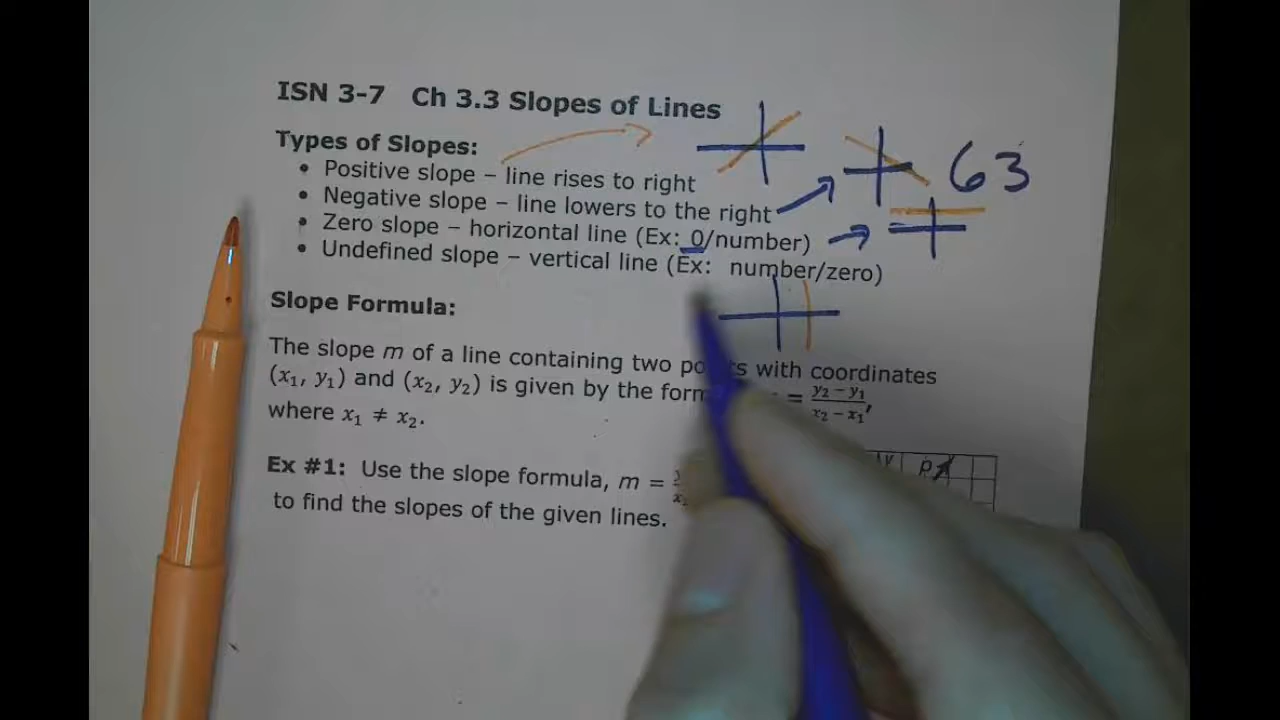 ISN 3-7 Ch 3.3 Slopes of Lines
63
Types of Slopes:
• Positive slope – line rises to right
• Negative slope – line lowers to the right
• Zero slope – horizontal line (Ex: 0/number)
• Undefined slope – vertical line (Ex: number/zero)
Slope Formula:
The slope m of a line containing two with coordinates
(x₁, y₁) and (x₂, y₂) is given by the = y₂ − y₁ / x₂ − x₁,
where x₁ ≠ x₂.
Ex #1: Use the slope formula, m =
to find the slopes of the given lines.